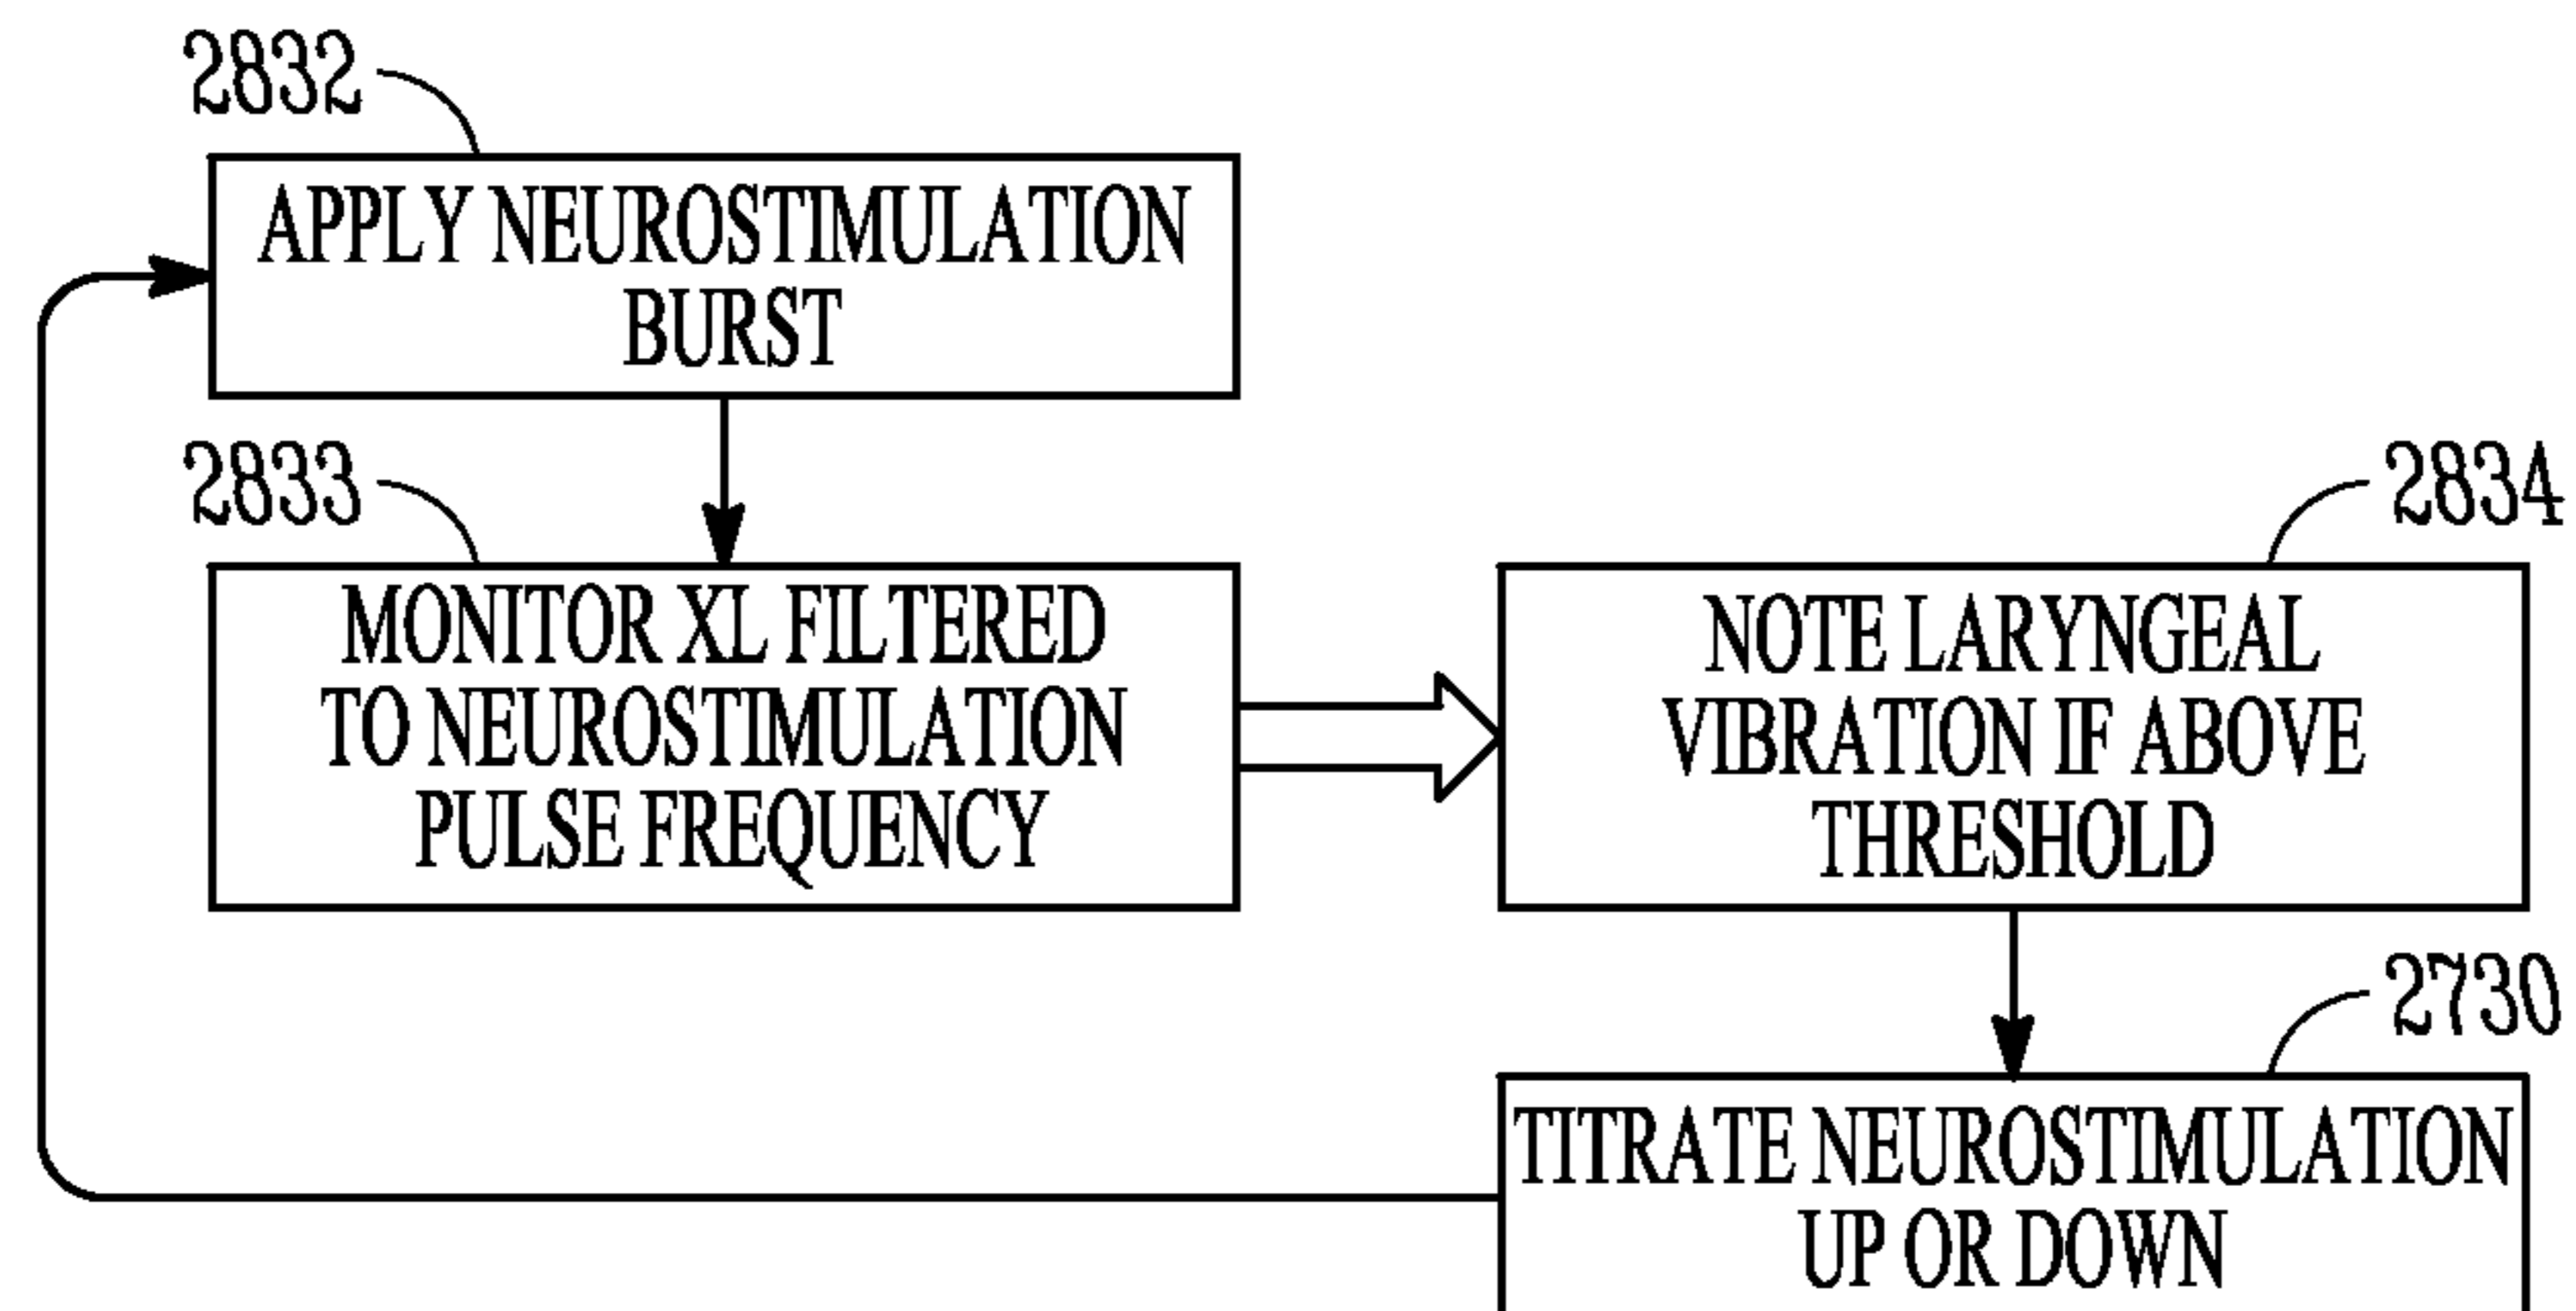 2832
APPLY NEUROSTIMULATION
BURST
2833
MONITOR XL FILTERED
TO NEUROSTIMULATION
PULSE FREQUENCY
2834
NOTE LARYNGEAL
VIBRATION IF ABOVE
THRESHOLD
2730
TITRATE NEUROSTIMULATION
UP OR DOWN